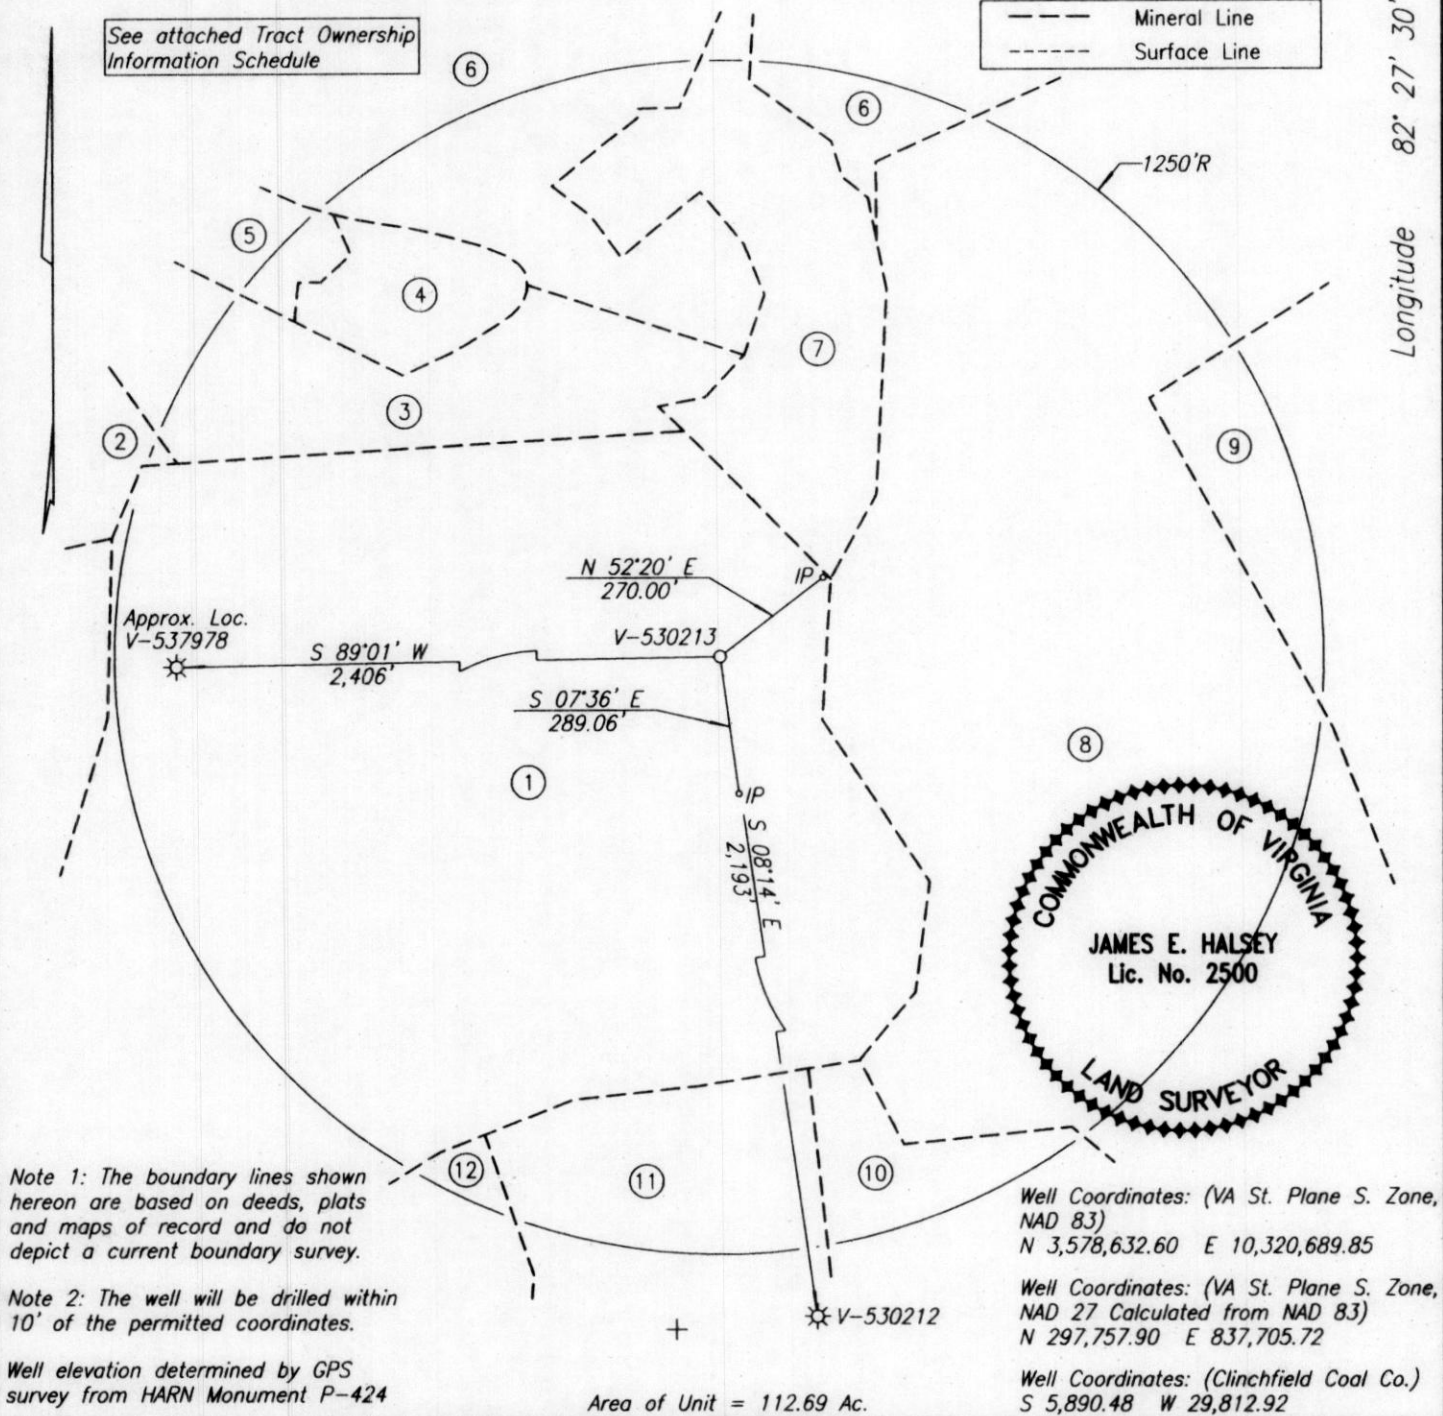 See attached Tract Ownership
Information Schedule
Mineral Line
Surface Line
Longitude 82° 27' 30"
6
6
1250'R
5
4
7
3
2
9
N 52°20' E
270.00'
IP
Approx. Loc.
V-537978
V-530213
S 89°01' W
2,406'
S 07°36' E
289.06'
8
1
IP
S 08°14' E
2,193'
COMMONWEALTH OF VIRGINIA
JAMES E. HALSEY
Lic. No. 2500
LAND SURVEYOR
12
11
10
Note 1: The boundary lines shown
hereon are based on deeds, plats
and maps of record and do not
depict a current boundary survey.
Note 2: The well will be drilled within
10' of the permitted coordinates.
Well elevation determined by GPS
survey from HARN Monument P-424
V-530212
Area of Unit = 112.69 Ac.
Well Coordinates: (VA St. Plane S. Zone,
NAD 83)
N 3,578,632.60 E 10,320,689.85
Well Coordinates: (VA St. Plane S. Zone,
NAD 27 Calculated from NAD 83)
N 297,757.90 E 837,705.72
Well Coordinates: (Clinchfield Coal Co.)
S 5,890.48 W 29,812.92